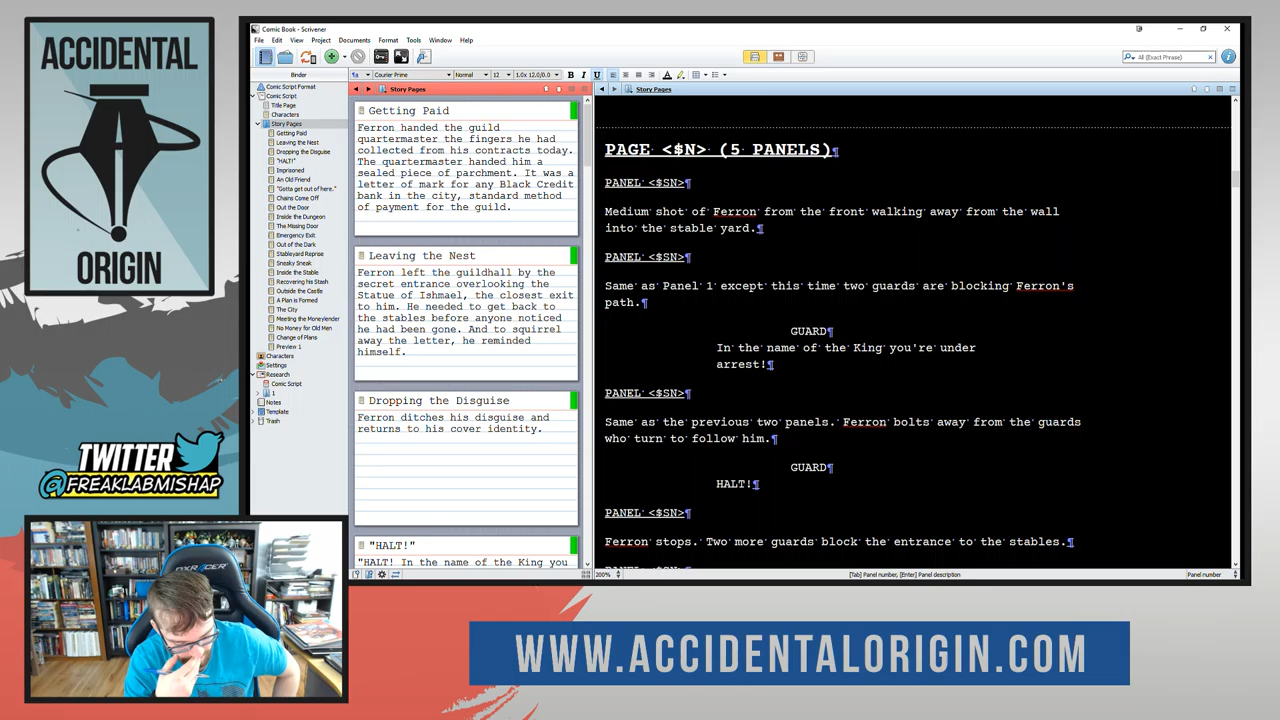 ACCIDENTAL
ORIGIN
TWITTER
@FREAKLABMISHAP
Comic Book - Scrivener
File Edit View Project Documents Format Tools Window Help
All (Exact Phrase)
Binder
Courier Prime Normal 12 1.0x 12.0/0.0 B I U A
Comic Script Format
Comic Script
Title Page
Characters
Story Pages
Getting Paid
Leaving the Nest
Dropping the Disguise
"HALT!"
Imprisoned
An Old Friend
"Gotta get out of here."
Chains Come Off
Out the Door
Inside the Dungeon
The Missing Door
Emergency Exit
Out of the Dark
Stableyard Reprise
Sneaky Sneak
Inside the Stable
Recovering his Stash
Outside the Castle
A Plan is Formed
The City
Meeting the Moneylender
No Money for Old Men
Change of Plans
Preview 1
Characters
Settings
Research
Comic Script
1
Notes
Template
Trash
Story Pages
Getting Paid
Ferron handed the guild
quartermaster the fingers he had
collected from his contracts today.
The quartermaster handed him a
sealed piece of parchment. It was a
letter of mark for any Black Credit
bank in the city, standard method
of payment for the guild.
Leaving the Nest
Ferron left the guildhall by the
secret entrance overlooking the
Statue of Ishmael, the closest exit
to him. He needed to get back to
the stables before anyone noticed
he had been gone. And to squirrel
away the letter, he reminded
himself.
Dropping the Disguise
Ferron ditches his disguise and
returns to his cover identity.
"HALT!"
"HALT! In the name of the King you
Story Pages
PAGE <$N> (5 PANELS)¶
PANEL <$SN>¶
Medium shot of Ferron from the front walking away from the wall
into the stable yard.¶
PANEL <$SN>¶
Same as Panel 1 except this time two guards are blocking Ferron's
path.¶
GUARD¶
In the name of the King you're under
arrest!¶
PANEL <$SN>¶
Same as the previous two panels. Ferron bolts away from the guards
who turn to follow him.¶
GUARD¶
HALT!¶
PANEL <$SN>¶
Ferron stops. Two more guards block the entrance to the stables.¶
200% [Tab] Panel number, [Enter] Panel description Panel number
DXRACER
WWW.ACCIDENTALORIGIN.COM